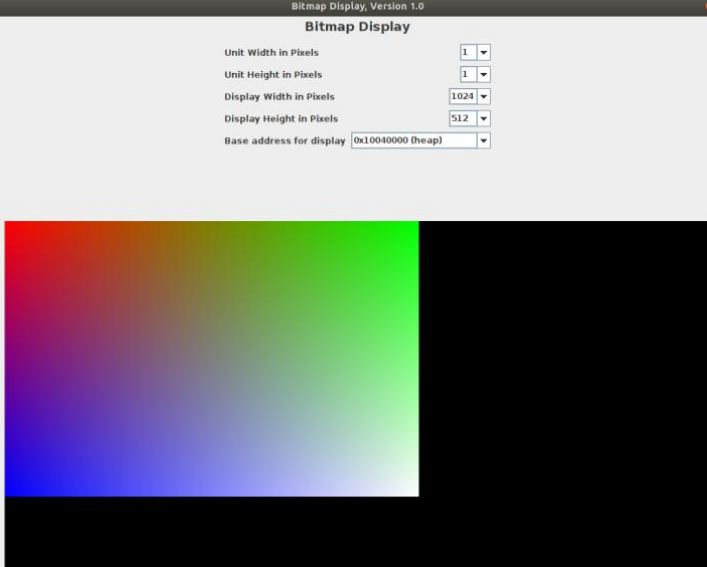 Bitmap Display, Version 1.0
Bitmap Display
Unit Width in Pixels 1
Unit Height in Pixels 1
Display Width in Pixels 1024
Display Height in Pixels 512
Base address for display 0x10040000 (heap)